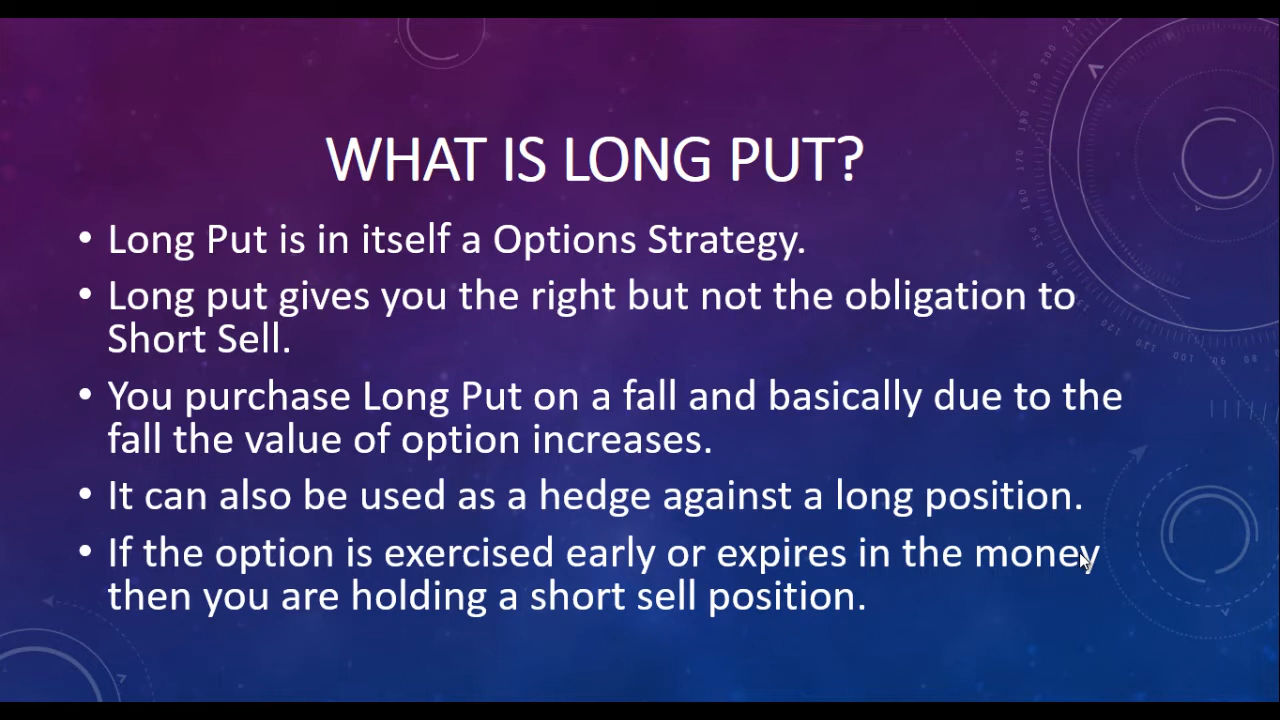 WHAT IS LONG PUT?
• Long Put is in itself a Options Strategy.
• Long put gives you the right but not the obligation to
Short Sell.
• You purchase Long Put on a fall and basically due to the
fall the value of option increases.
• It can also be used as a hedge against a long position.
• If the option is exercised early or expires in the money
then you are holding a short sell position.